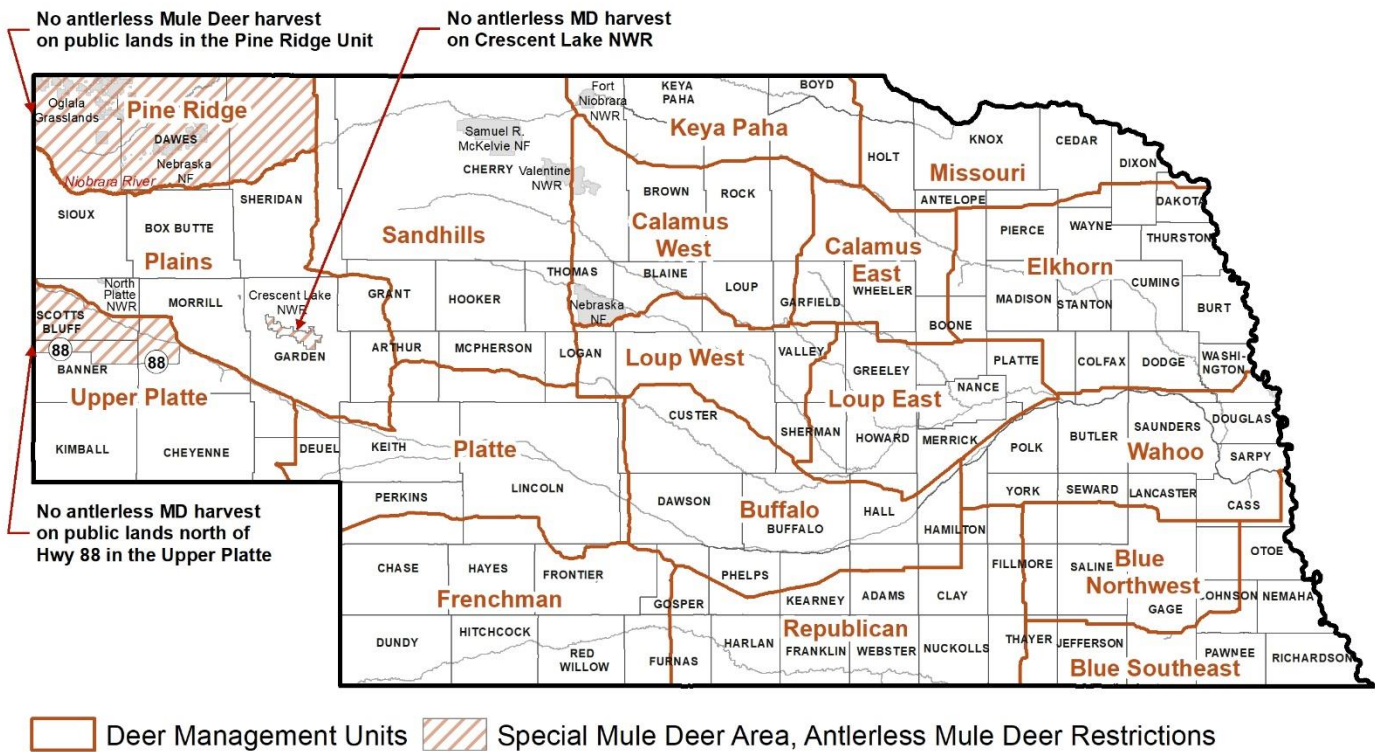 No antlerless Mule Deer harvest
on public lands in the Pine Ridge Unit
No antlerless MD harvest
on Crescent Lake NWR
Oglala
Grasslands
Pine Ridge
DAWES
Nebraska
NF
Niobrara River
SIOUX
BOX BUTTE
SHERIDAN
Plains
Samuel R.
McKelvie NF
CHERRY
Valentine
NWR
Fort
Niobrara
NWR
Sandhills
KEYA
PAHA
BOYD
Keya Paha
HOLT
KNOX
CEDAR
DIXON
Missouri
ANTELOPE
DAKOTA
BROWN
ROCK
Calamus
West
Calamus
East
PIERCE
WAYNE
THURSTON
Elkhorn
North
Platte
NWR
MORRILL
Crescent Lake
NWR
GARDEN
SCOTTS
BLUFF
88
88
BANNER
Upper Platte
KIMBALL
CHEYENNE
DEUEL
GRANT
HOOKER
THOMAS
BLAINE
LOUP
GARFIELD
WHEELER
Nebraska
NF
BOONE
MADISON
STANTON
CUMING
BURT
ARTHUR
MCPHERSON
LOGAN
Loup West
VALLEY
GREELEY
PLATTE
NANCE
COLFAX
DODGE
WASHI-
NGTON
Loup East
CUSTER
SHERMAN
HOWARD
MERRICK
POLK
BUTLER
SAUNDERS
DOUGLAS
Wahoo
SARPY
KEITH
Platte
LINCOLN
PERKINS
DAWSON
Buffalo
BUFFALO
HALL
HAMILTON
YORK
SEWARD
LANCASTER
CASS
OTOE
CHASE
HAYES
FRONTIER
Frenchman
GOSPER
PHELPS
KEARNEY
ADAMS
CLAY
FILLMORE
SALINE
Blue
Northwest
GAGE
JOHNSON
NEMAHA
DUNDY
HITCHCOCK
RED
WILLOW
FURNAS
HARLAN
Republican
FRANKLIN
WEBSTER
NUCKOLLS
THAYER
JEFFERSON
Blue Southeast
PAWNEE
RICHARDSON
No antlerless MD harvest
on public lands north of
Hwy 88 in the Upper Platte
Deer Management Units
Special Mule Deer Area, Antlerless Mule Deer Restrictions